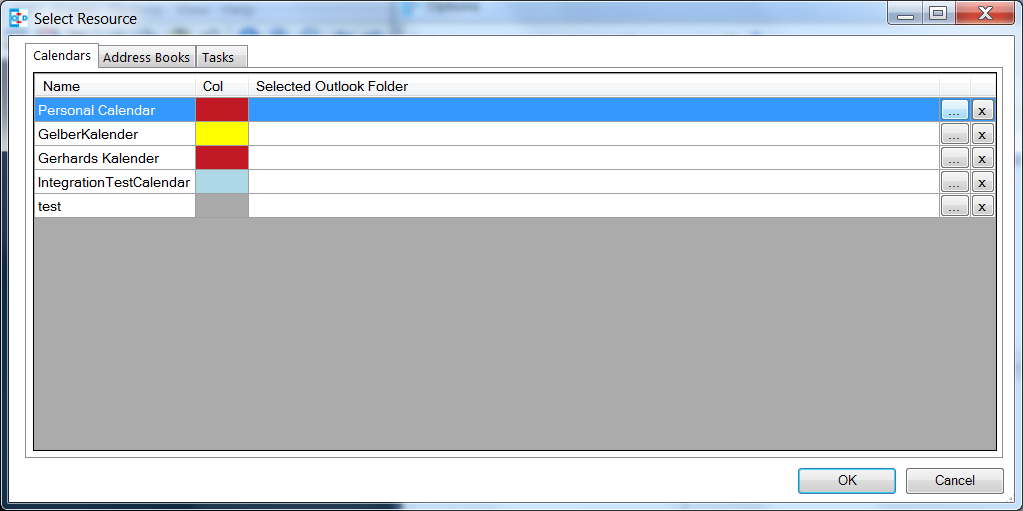 Options
Select Resource
Calendars Address Books Tasks
Name Col Selected Outlook Folder
Personal Calendar ... x
GelberKalender ... x
Gerhards Kalender ... x
IntegrationTestCalendar ... x
test ... x
OK Cancel